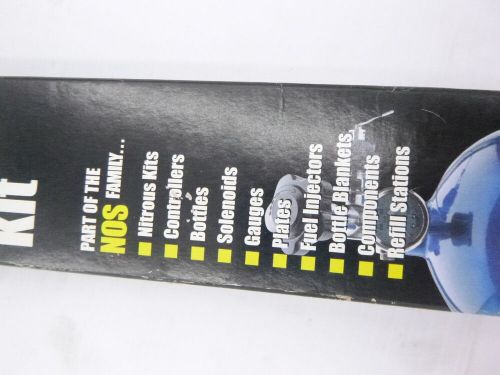 Kit
PART OF THE
NOS FAMILY...
Nitrous Kits
Controllers
Bottles
Solenoids
Gauges
Plates
Fuel Injectors
Bottle Blankets
Components
Refill Stations